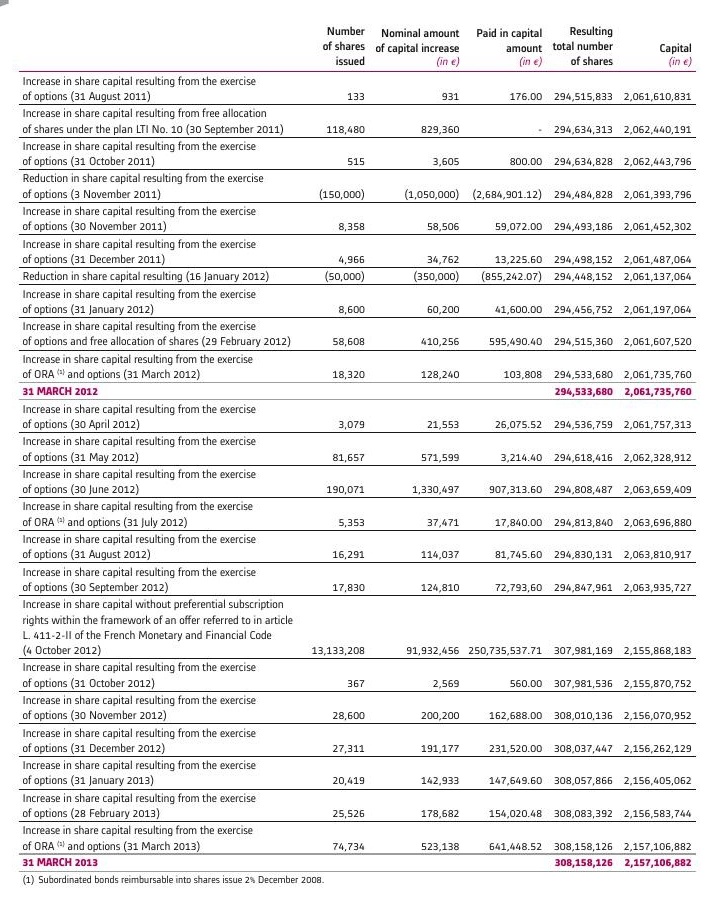 Number Nominal amount Paid in capital Resulting
of shares of capital increase amount total number Capital
issued (in €) (in €) of shares (in €)
Increase in share capital resulting from the exercise
of options (31 August 2011) 133 931 176.00 294,515,833 2,061,610,831
Increase in share capital resulting from free allocation
of shares under the plan LTI No. 10 (30 September 2011) 118,480 829,360 - 294,634,313 2,062,440,191
Increase in share capital resulting from the exercise
of options (31 October 2011) 515 3,605 800.00 294,634,828 2,062,443,796
Reduction in share capital resulting from the exercise
of options (3 November 2011) (150,000) (1,050,000) (2,684,901.12) 294,484,828 2,061,393,796
Increase in share capital resulting from the exercise
of options (30 November 2011) 8,358 58,506 59,072.00 294,493,186 2,061,452,302
Increase in share capital resulting from the exercise
of options (31 December 2011) 4,966 34,762 13,225.60 294,498,152 2,061,487,064
Reduction in share capital resulting (16 January 2012) (50,000) (350,000) (855,242.07) 294,448,152 2,061,137,064
Increase in share capital resulting from the exercise
of options (31 January 2012) 8,600 60,200 41,600.00 294,456,752 2,061,197,064
Increase in share capital resulting from the exercise
of options and free allocation of shares (29 February 2012) 58,608 410,256 595,490.40 294,515,360 2,061,607,520
Increase in share capital resulting from the exercise
of ORA (1) and options (31 March 2012) 18,320 128,240 103,808 294,533,680 2,061,735,760
31 MARCH 2012 294,533,680 2,061,735,760
Increase in share capital resulting from the exercise
of options (30 April 2012) 3,079 21,553 26,075.52 294,536,759 2,061,757,313
Increase in share capital resulting from the exercise
of options (31 May 2012) 81,657 571,599 3,214.40 294,618,416 2,062,328,912
Increase in share capital resulting from the exercise
of options (30 June 2012) 190,071 1,330,497 907,313.60 294,808,487 2,063,659,409
Increase in share capital resulting from the exercise
of ORA (1) and options (31 July 2012) 5,353 37,471 17,840.00 294,813,840 2,063,696,880
Increase in share capital resulting from the exercise
of options (31 August 2012) 16,291 114,037 81,745.60 294,830,131 2,063,810,917
Increase in share capital resulting from the exercise
of options (30 September 2012) 17,830 124,810 72,793,60 294,847,961 2,063,935,727
Increase in share capital without preferential subscription
rights within the framework of an offer referred to in article
L. 411-2-II of the French Monetary and Financial Code
(4 October 2012) 13,133,208 91,932,456 250,735,537.71 307,981,169 2,155,868,183
Increase in share capital resulting from the exercise
of options (31 October 2012) 367 2,569 560.00 307,981,536 2,155,870,752
Increase in share capital resulting from the exercise
of options (30 November 2012) 28,600 200,200 162,688.00 308,010,136 2,156,070,952
Increase in share capital resulting from the exercise
of options (31 December 2012) 27,311 191,177 231,520.00 308,037,447 2,156,262,129
Increase in share capital resulting from the exercise
of options (31 January 2013) 20,419 142,933 147,649.60 308,057,866 2,156,405,062
Increase in share capital resulting from the exercise
of options (28 February 2013) 25,526 178,682 154,020.48 308,083,392 2,156,583,744
Increase in share capital resulting from the exercise
of ORA (1) and options (31 March 2013) 74,734 523,138 641,448.52 308,158,126 2,157,106,882
31 MARCH 2013 308,158,126 2,157,106,882
(1) Subordinated bonds reimbursable into shares issue 2% December 2008.